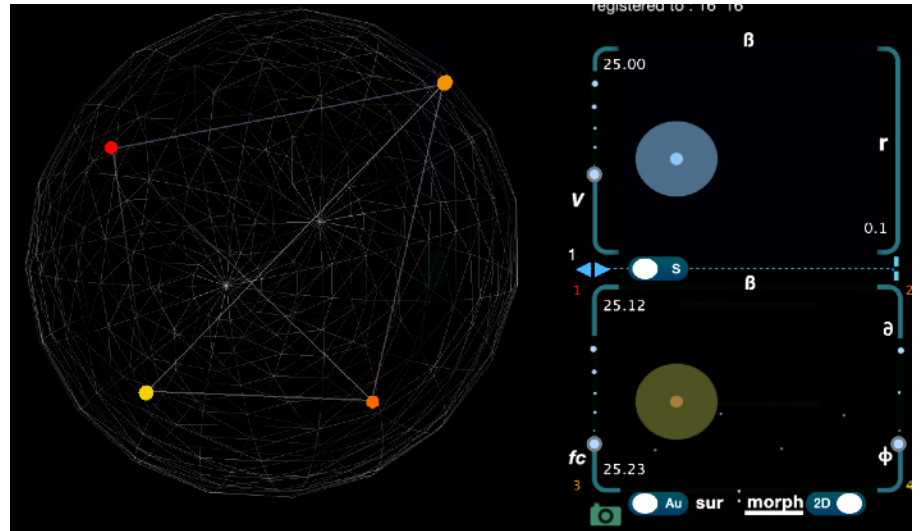 registered to : 16 16
ß
25.00
r
V
0.1
1
S
1
ß
2
25.12
∂
fc
25.23
ϕ
3
Au sur morph 2D
4